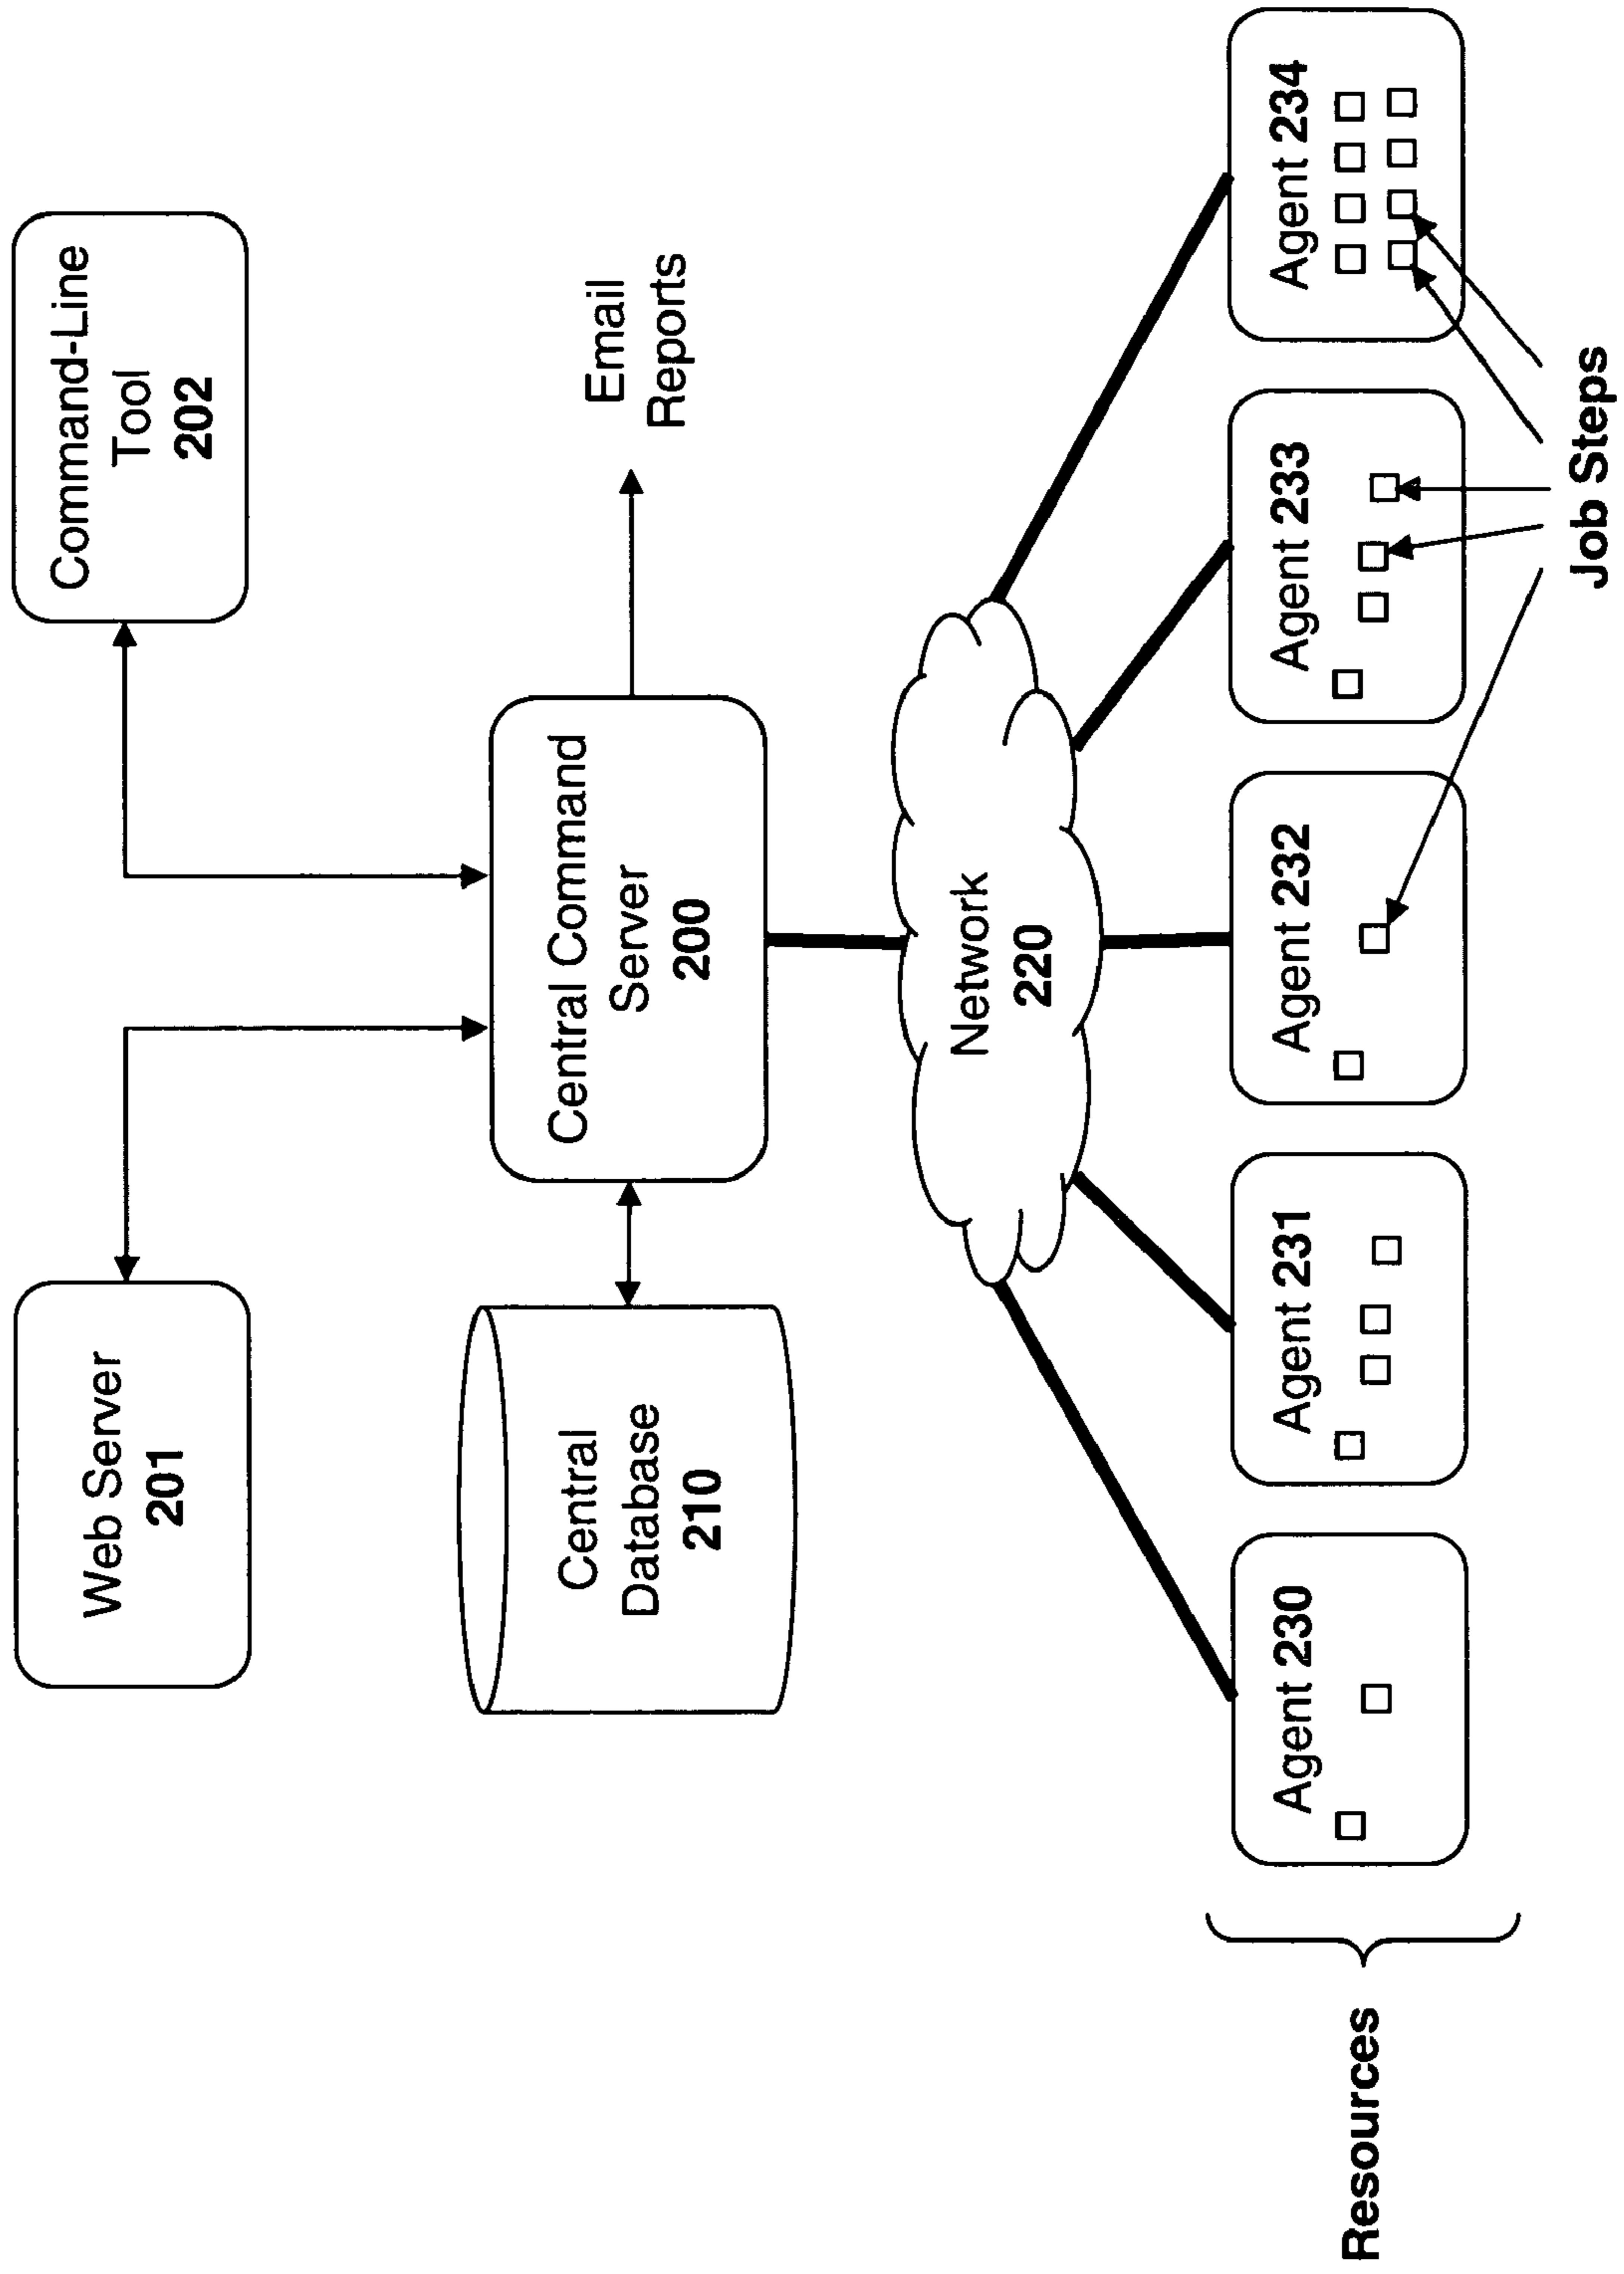 Web Server
201
Command-Line
Tool
202
Central
Database
210
Central Command
Server
200
Email
Reports
Network
220
Resources
Agent 230
Agent 231
Agent 232
Agent 233
Agent 234
Job Steps